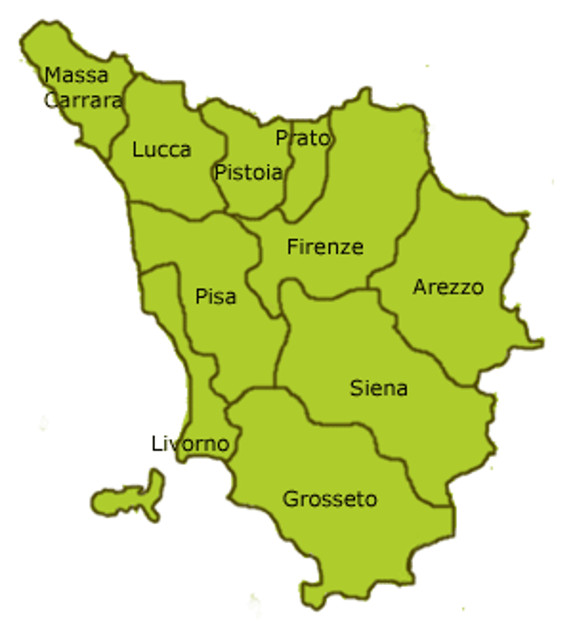 Massa
Carrara
Lucca
Pistoia
Prato
Firenze
Arezzo
Pisa
Siena
Livorno
Grosseto